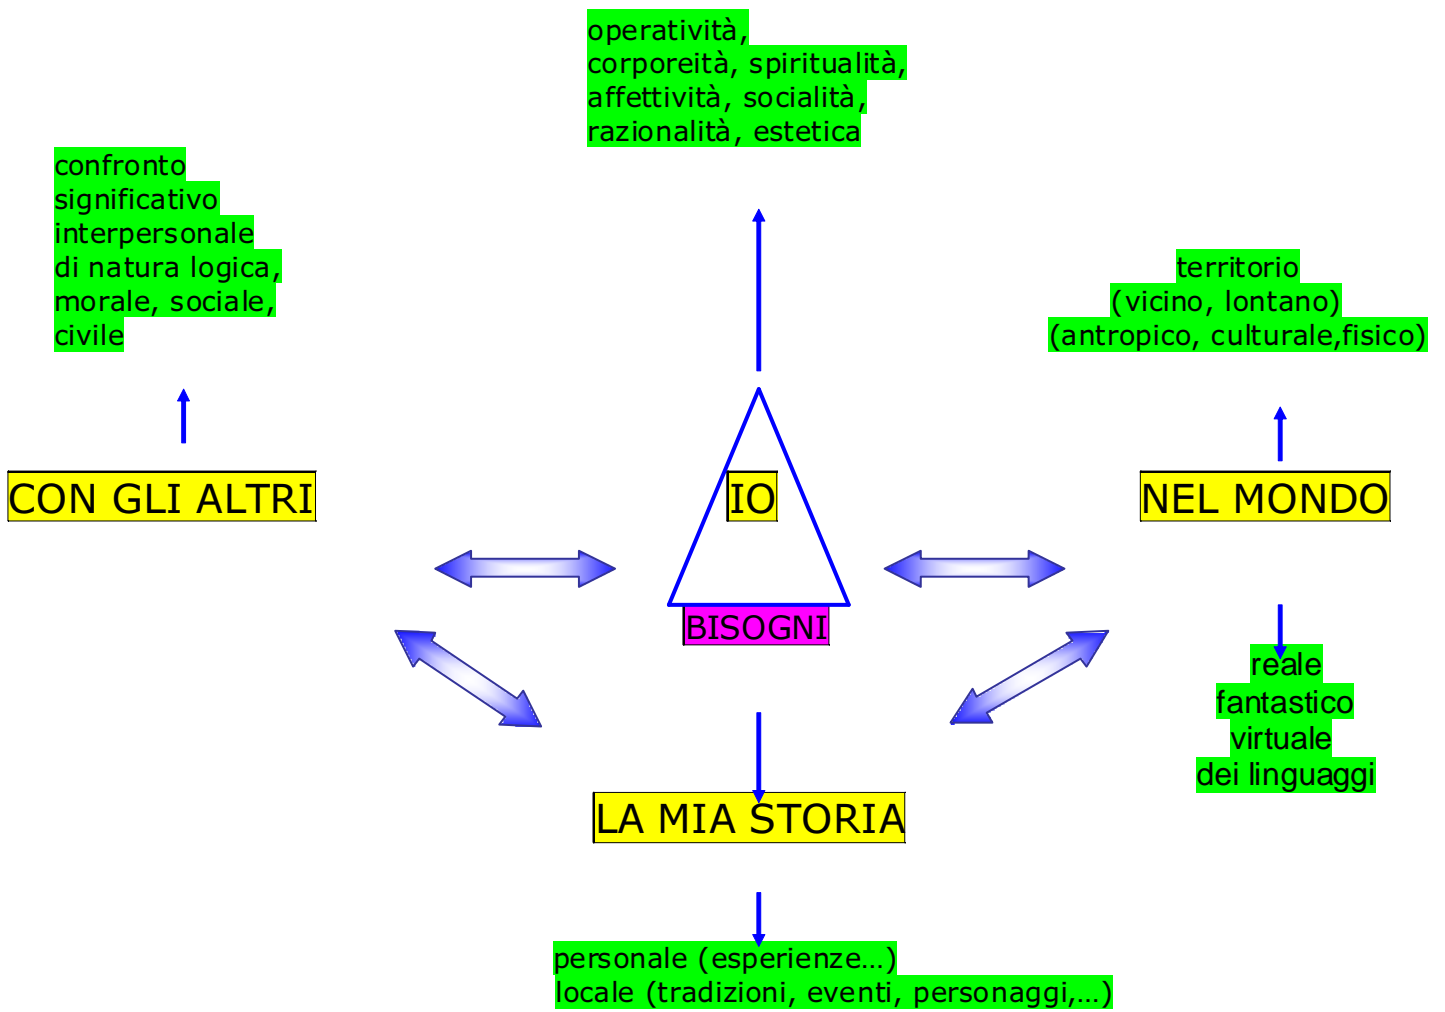 operatività,
corporeità, spiritualità,
affettività, socialità,
razionalità, estetica
confronto
significativo
interpersonale
di natura logica,
morale, sociale,
civile
territorio
(vicino, lontano)
(antropico, culturale,fisico)
CON GLI ALTRI
IO
NEL MONDO
BISOGNI
reale
fantastico
virtuale
dei linguaggi
LA MIA STORIA
personale (esperienze...)
locale (tradizioni, eventi, personaggi,...)